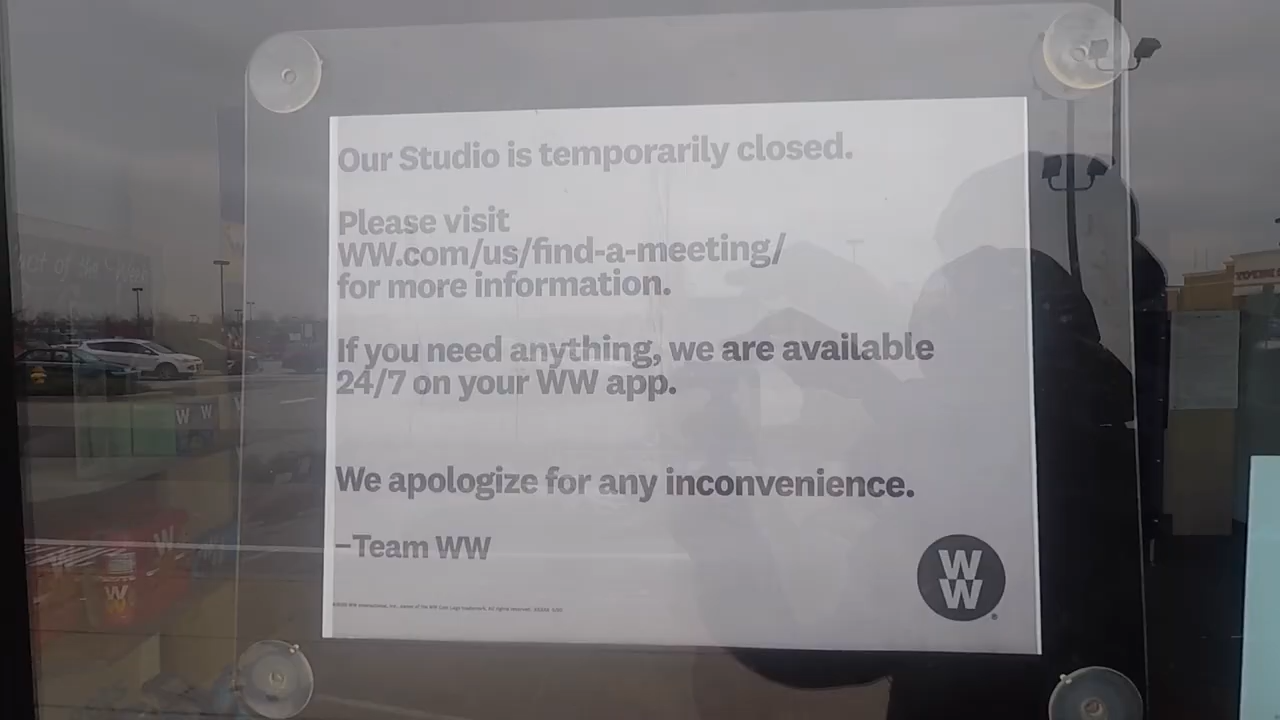 Our Studio is temporarily closed.
Please visit
WW.com/us/find-a-meeting/
for more information.
If you need anything, we are available
24/7 on your WW app.
We apologize for any inconvenience.
–Team WW
W
W